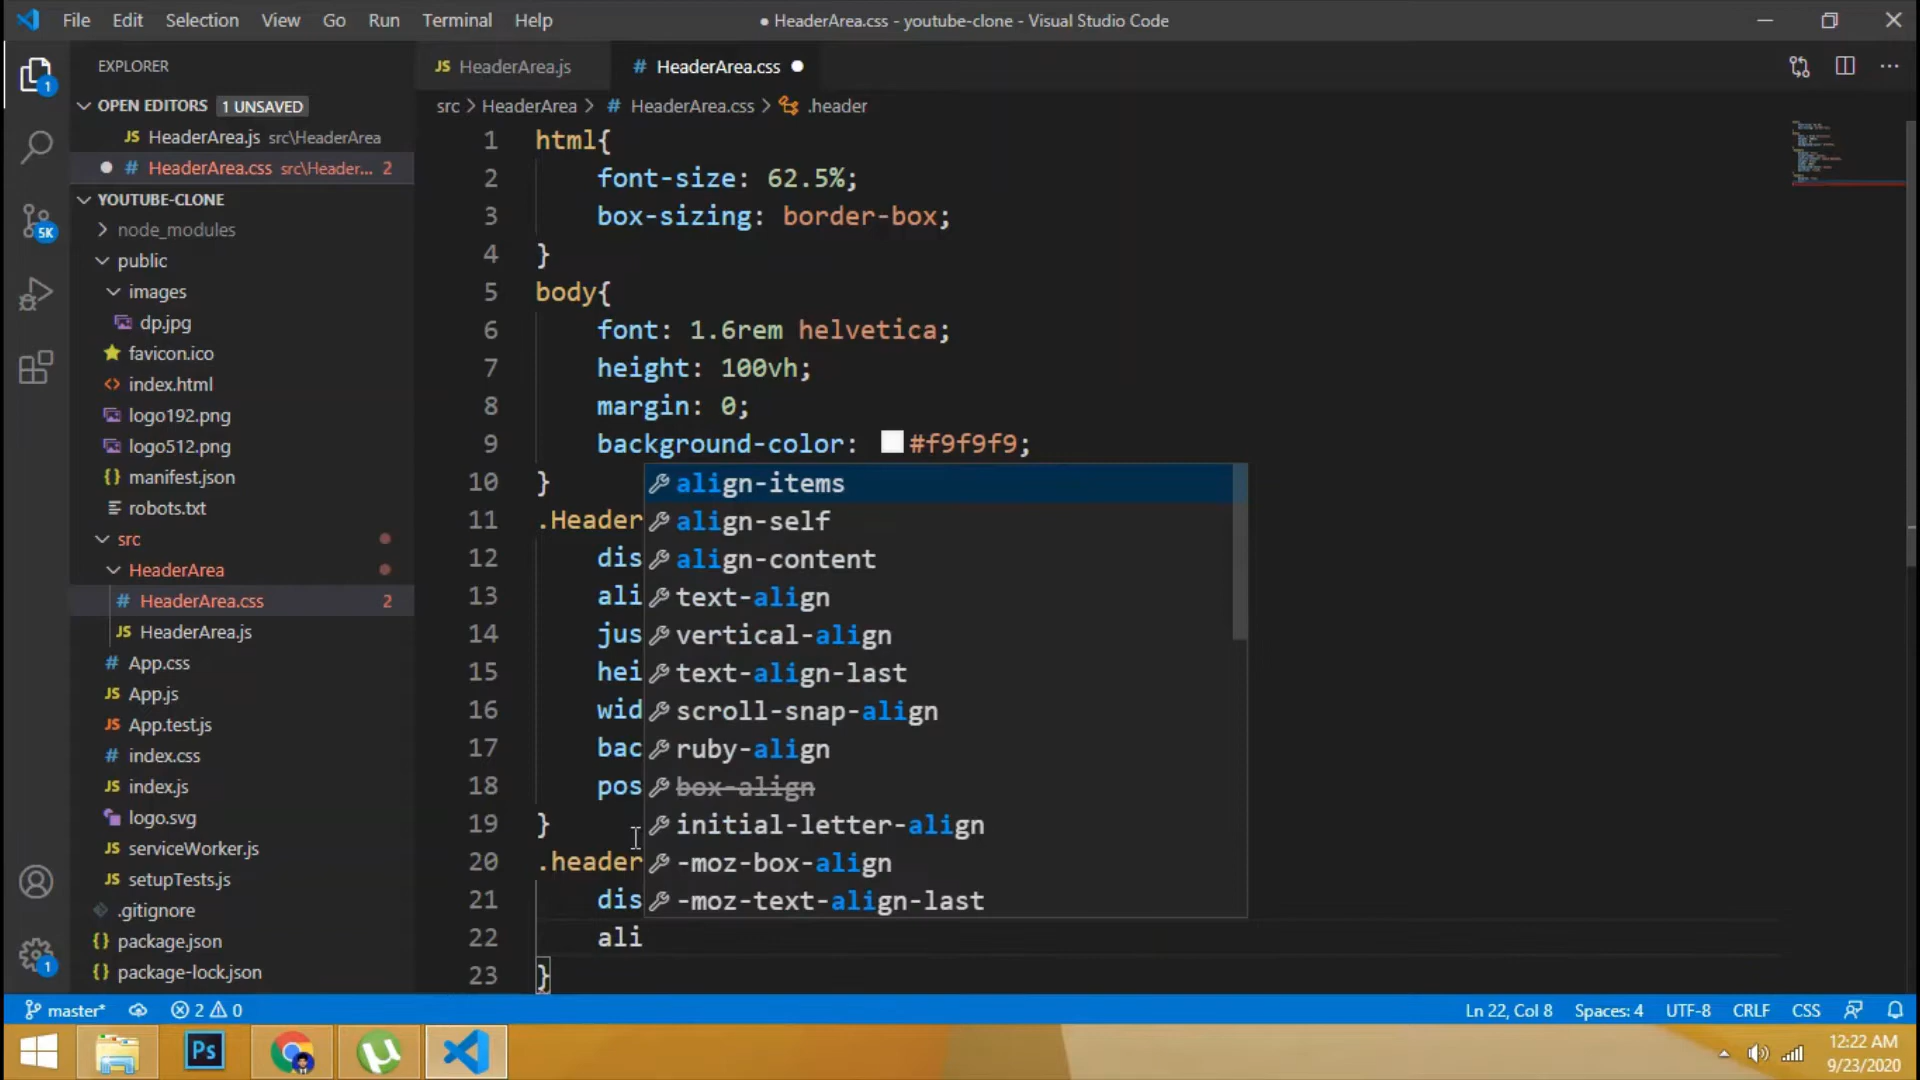 File Edit Selection View Go Run Terminal Help ● HeaderArea.css - youtube-clone - Visual Studio Code
EXPLORER
OPEN EDITORS 1 UNSAVED
JS HeaderArea.js src\HeaderArea
# HeaderArea.css src\Header... 2
YOUTUBE-CLONE
node_modules
public
images
dp.jpg
favicon.ico
index.html
logo192.png
logo512.png
manifest.json
robots.txt
src
HeaderArea
# HeaderArea.css 2
JS HeaderArea.js
# App.css
JS App.js
JS App.test.js
# index.css
JS index.js
logo.svg
JS serviceWorker.js
JS setupTests.js
.gitignore
{} package.json
{} package-lock.json
1
5K
1
JS HeaderArea.js # HeaderArea.css ●
src > HeaderArea > # HeaderArea.css > .header
1 html{
2 font-size: 62.5%;
3 box-sizing: border-box;
4 }
5 body{
6 font: 1.6rem helvetica;
7 height: 100vh;
8 margin: 0;
9 background-color: #f9f9f9;
10 }
11 .Header
12 dis
13 ali
14 jus
15 hei
16 wid
17 bac
18 pos
19 }
20 .header
21 dis
22 ali
23 }
align-items
align-self
align-content
text-align
vertical-align
text-align-last
scroll-snap-align
ruby-align
box-align
initial-letter-align
-moz-box-align
-moz-text-align-last
master* 2 0 Ln 22, Col 8 Spaces: 4 UTF-8 CRLF CSS
Ps
12:22 AM
9/23/2020